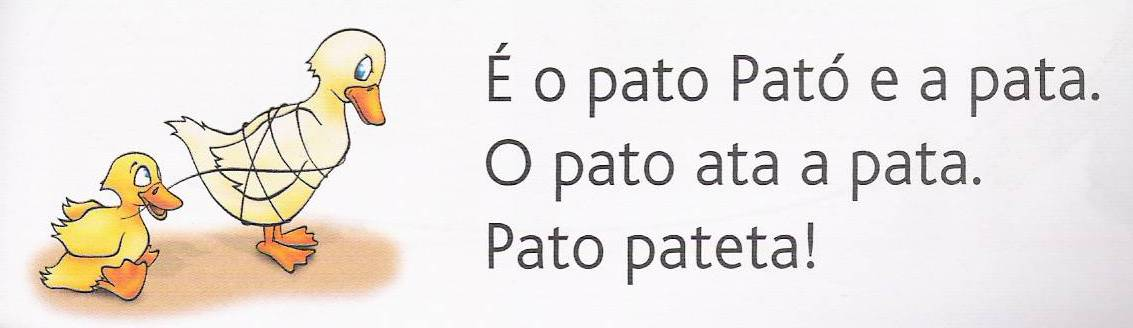 É o pato Pató e a pata.
O pato ata a pata.
Pato pateta!